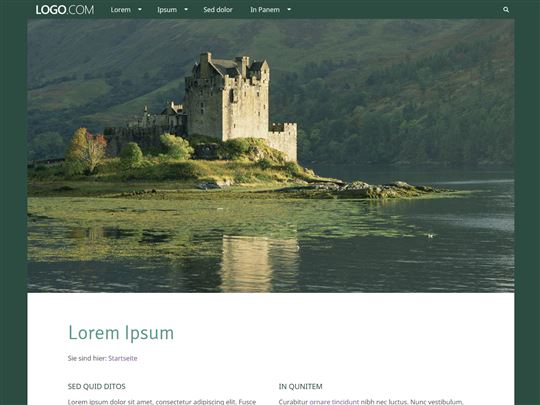 LOGO.COM Lorem Ipsum Sed dolor In Panem
Lorem Ipsum
Sie sind hier: Startseite
SED QUID DITOS
Lorem ipsum dolor sit amet, consectetur adipiscing elit. Fusce
IN QUNITEM
Curabitur ornare tincidunt nibh nec luctus. Nunc vestibulum,